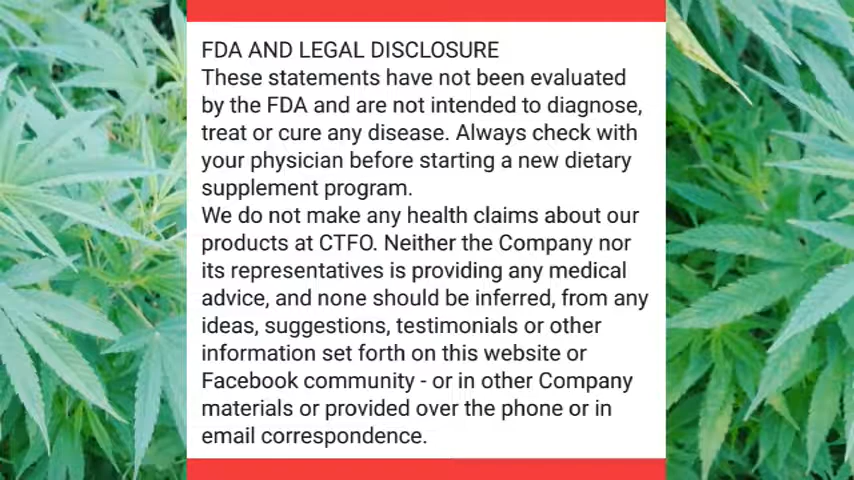 FDA AND LEGAL DISCLOSURE
These statements have not been evaluated
by the FDA and are not intended to diagnose,
treat or cure any disease. Always check with
your physician before starting a new dietary
supplement program.
We do not make any health claims about our
products at CTFO. Neither the Company nor
its representatives is providing any medical
advice, and none should be inferred, from any
ideas, suggestions, testimonials or other
information set forth on this website or
Facebook community - or in other Company
materials or provided over the phone or in
email correspondence.